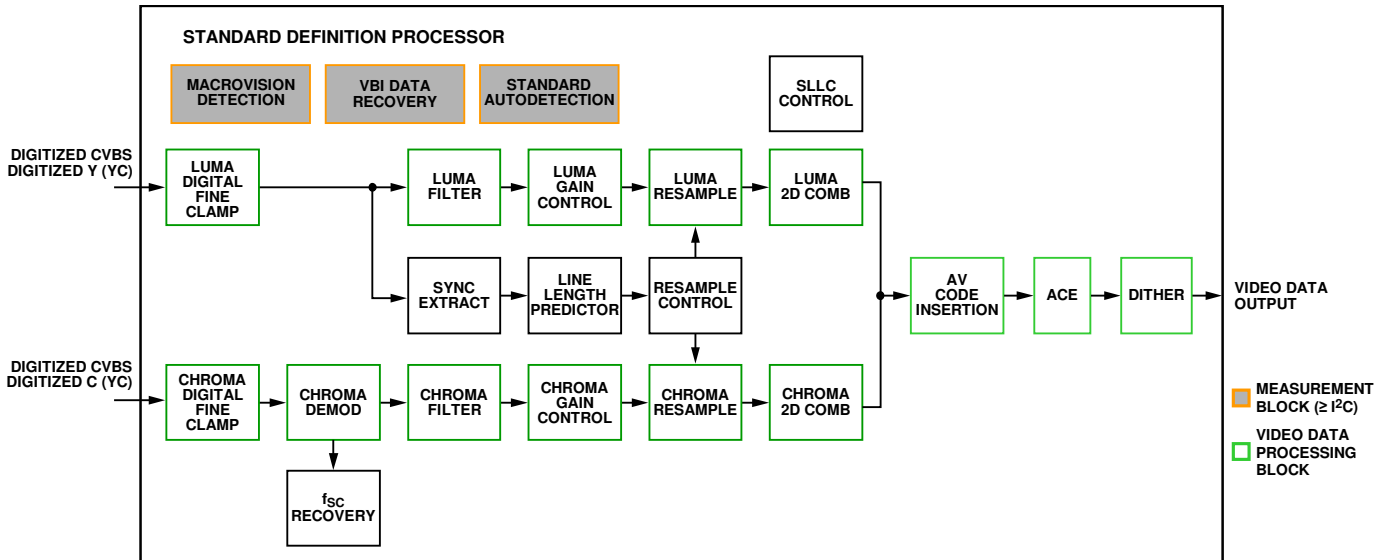 STANDARD DEFINITION PROCESSOR
MACROVISION
DETECTION
VBI DATA
RECOVERY
STANDARD
AUTODETECTION
SLLC
CONTROL
DIGITIZED CVBS
DIGITIZED Y (YC)
LUMA
DIGITAL
FINE
CLAMP
LUMA
FILTER
LUMA
GAIN
CONTROL
LUMA
RESAMPLE
LUMA
2D COMB
SYNC
EXTRACT
LINE
LENGTH
PREDICTOR
RESAMPLE
CONTROL
AV
CODE
INSERTION
ACE
DITHER
VIDEO DATA
OUTPUT
DIGITIZED CVBS
DIGITIZED C (YC)
CHROMA
DIGITAL
FINE
CLAMP
CHROMA
DEMOD
CHROMA
FILTER
CHROMA
GAIN
CONTROL
CHROMA
RESAMPLE
CHROMA
2D COMB
fSC
RECOVERY
MEASUREMENT
BLOCK (≥ I²C)
VIDEO DATA
PROCESSING
BLOCK